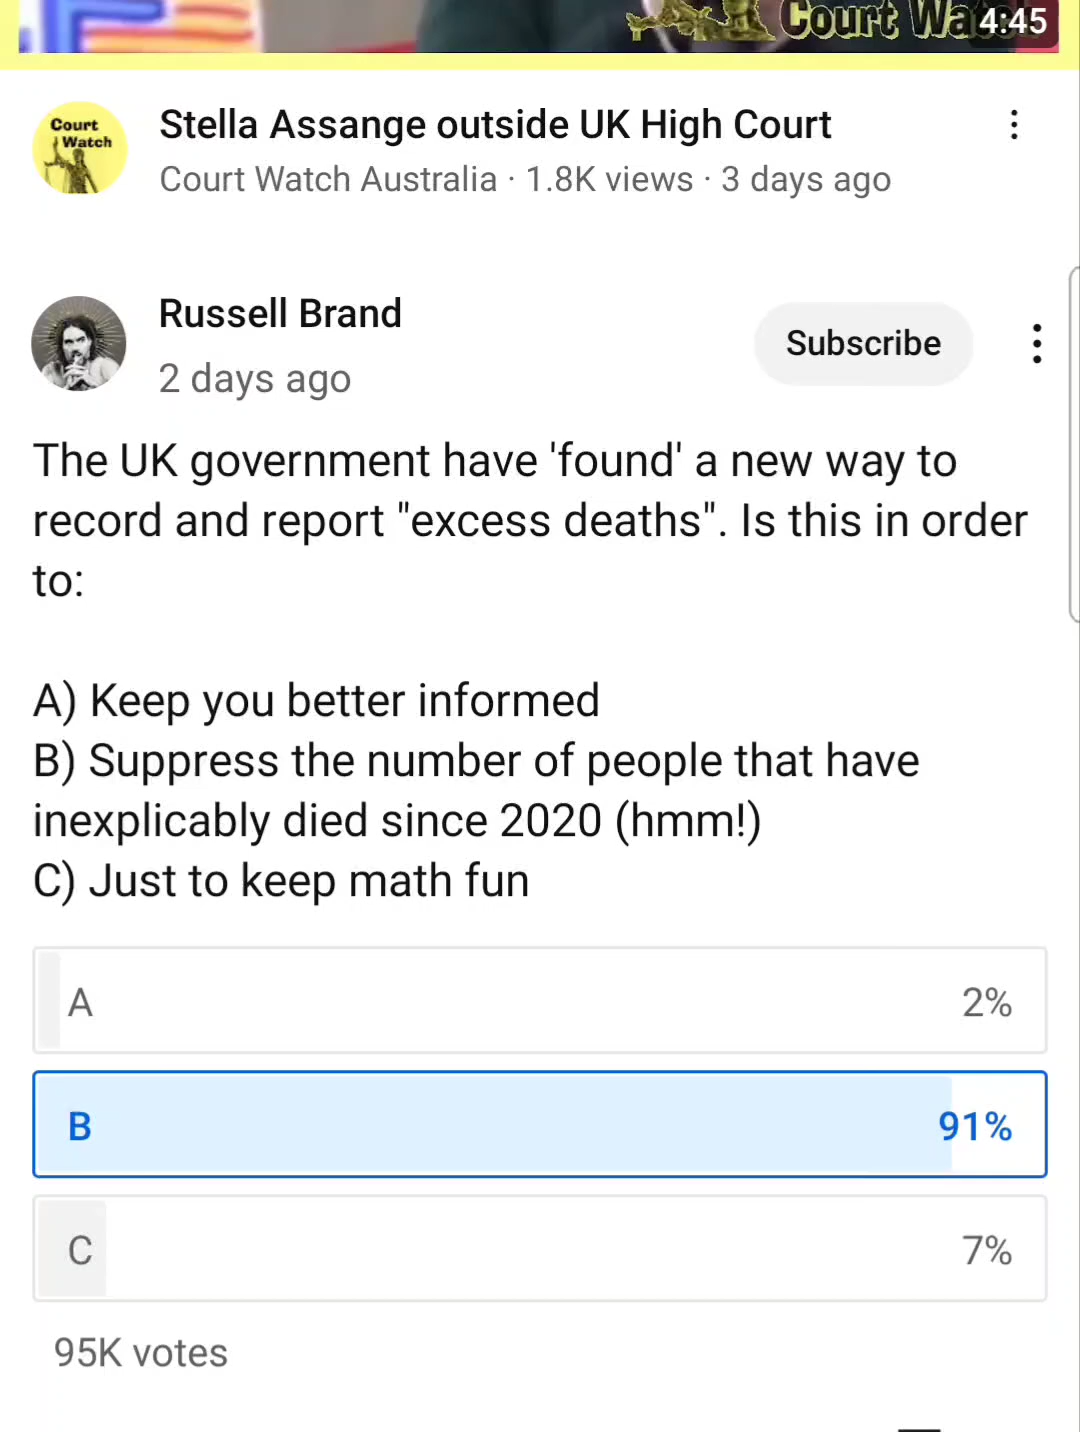 Court Wa
4:45
Court
Watch
Stella Assange outside UK High Court
Court Watch Australia · 1.8K views · 3 days ago
Russell Brand
Subscribe
2 days ago
The UK government have 'found' a new way to
record and report "excess deaths". Is this in order
to:
A) Keep you better informed
B) Suppress the number of people that have
inexplicably died since 2020 (hmm!)
C) Just to keep math fun
A 2%
B 91%
C 7%
95K votes